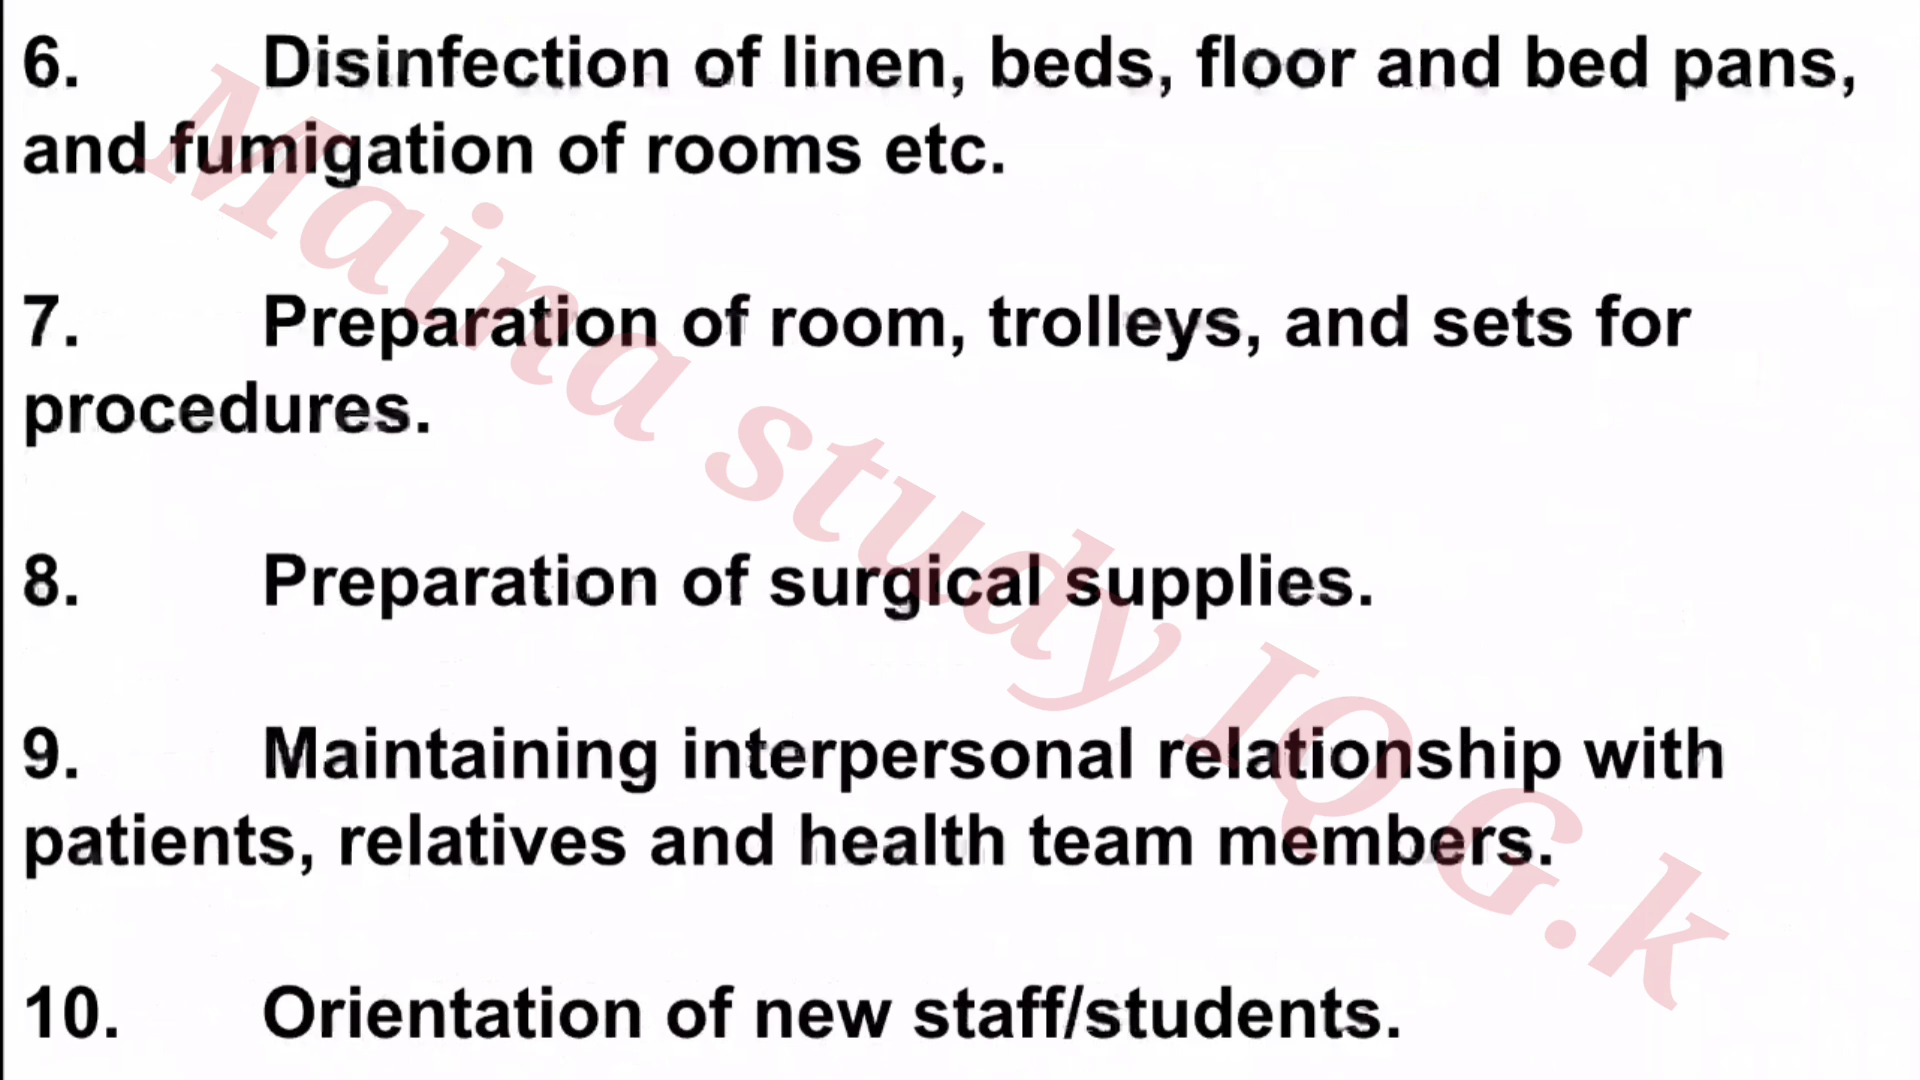 6. Disinfection of linen, beds, floor and bed pans,
and fumigation of rooms etc.
7. Preparation of room, trolleys, and sets for
procedures.
8. Preparation of surgical supplies.
9. Maintaining interpersonal relationship with
patients, relatives and health team members.
10. Orientation of new staff/students.
Maina study IQ G.k